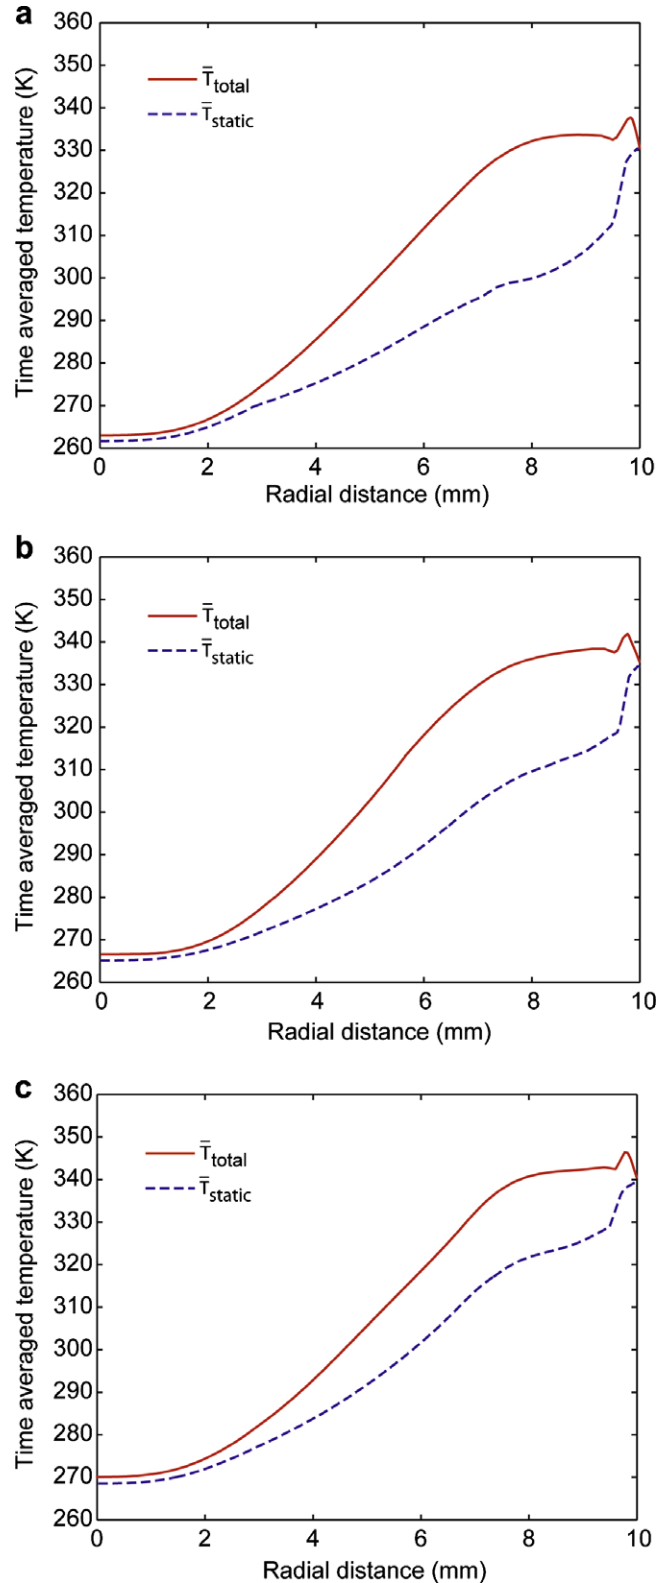 a
360
350
340
330
320
310
300
290
280
270
260
Time averaged temperature (K)
T̄total
T̄static
0 2 4 6 8 10
Radial distance (mm)
b
360
350
340
330
320
310
300
290
280
270
260
Time averaged temperature (K)
T̄total
T̄static
0 2 4 6 8 10
Radial distance (mm)
c
360
350
340
330
320
310
300
290
280
270
260
Time averaged temperature (K)
T̄total
T̄static
0 2 4 6 8 10
Radial distance (mm)